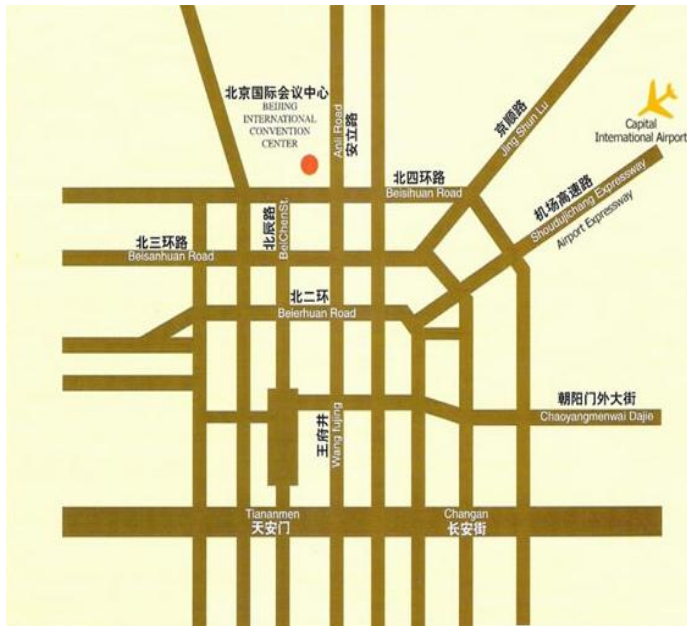 北京国际会议中心
BEIJING
INTERNATIONAL
CONVENTION
CENTER
Anli Road
安立路
京顺路
Jing Shun Lu
Capital
International Airport
北四环路
Beisihuan Road
机场高速路
Shoudujichang Expressway
Airport Expressway
北辰路
BeiChenSt.
北三环路
Beisanhuan Road
北二环
Beierhuan Road
朝阳门外大街
Chaoyangmenwai Dajie
王府井
Wang fujing
Tiananmen
天安门
Changan
长安街